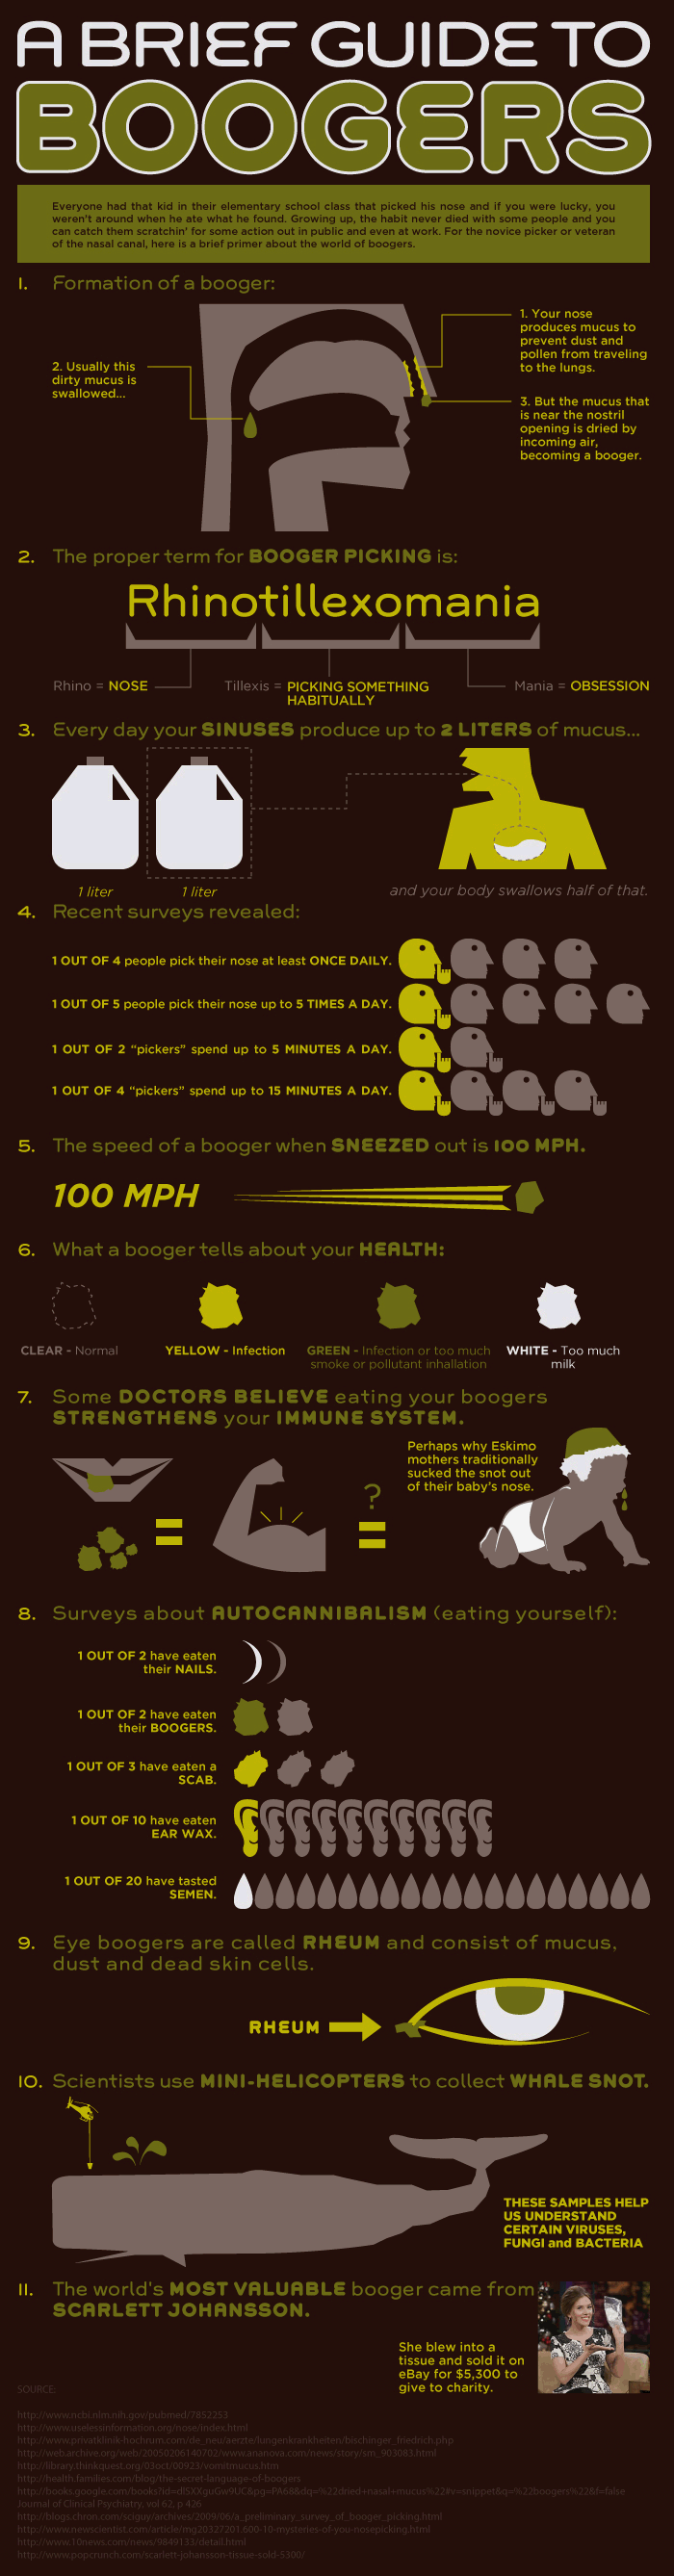 A BRIEF GUIDE TO
BOOGERS
Everyone had that kid in their elementary school class that picked his nose and if you were lucky, you
weren't around when he ate what he found. Growing up, the habit never died with some people and you
can catch them scratchin' for some action out in public and even at work. For the novice picker or veteran
of the nasal canal, here is a brief primer about the world of boogers.
1. Formation of a booger:
1. Your nose
produces mucus to
prevent dust and
pollen from traveling
to the lungs.
2. Usually this
dirty mucus is
swallowed...
3. But the mucus that
is near the nostril
opening is dried by
incoming air,
becoming a booger.
2. The proper term for BOOGER PICKING is:
Rhinotillexomania
Rhino = NOSE
Tillexis = PICKING SOMETHING
HABITUALLY
Mania = OBSESSION
3. Every day your SINUSES produce up to 2 LITERS of mucus...
1 liter
1 liter
and your body swallows half of that.
4. Recent surveys revealed:
1 OUT OF 4 people pick their nose at least ONCE DAILY.
1 OUT OF 5 people pick their nose up to 5 TIMES A DAY.
1 OUT OF 2 “pickers” spend up to 5 MINUTES A DAY.
1 OUT OF 4 “pickers” spend up to 15 MINUTES A DAY.
5. The speed of a booger when SNEEZED out is 100 MPH.
100 MPH
6. What a booger tells about your HEALTH:
CLEAR - Normal
YELLOW - Infection
GREEN - Infection or too much
smoke or pollutant inhallation
WHITE - Too much
milk
7. Some DOCTORS BELIEVE eating your boogers
STRENGTHENS your IMMUNE SYSTEM.
Perhaps why Eskimo
mothers traditionally
sucked the snot out
of their baby's nose.
=
?
=
8. Surveys about AUTOCANNIBALISM (eating yourself):
1 OUT OF 2 have eaten
their NAILS.
1 OUT OF 2 have eaten
their BOOGERS.
1 OUT OF 3 have eaten a
SCAB.
1 OUT OF 10 have eaten
EAR WAX.
1 OUT OF 20 have tasted
SEMEN.
9. Eye boogers are called RHEUM and consist of mucus,
dust and dead skin cells.
RHEUM
10. Scientists use MINI-HELICOPTERS to collect WHALE SNOT.
THESE SAMPLES HELP
US UNDERSTAND
CERTAIN VIRUSES,
FUNGI and BACTERIA
11. The world's MOST VALUABLE booger came from
SCARLETT JOHANSSON.
She blew into a
tissue and sold it on
eBay for $5,300 to
give to charity.
SOURCE:
http://www.ncbi.nlm.nih.gov/pubmed/7852253
http://www.uselessinformation.org/nose/index.html
http://www.privatklinik-hochrum.com/de_neu/aerzte/lungenkrankheiten/bischinger_friedrich.php
http://web.archive.org/web/20050206140702/www.ananova.com/news/story/sm_903083.html
http://library.thinkquest.org/03oct/00923/vomitmucus.htm
http://health.families.com/blog/the-secret-language-of-boogers
http://books.google.com/books?id=dlSXXguGw9UC&pg=PA68&dq=%22dried+nasal+mucus%22#v=snippet&q=%22boogers%22&f=false
Journal of Clinical Psychiatry, vol 62, p 426
http://blogs.chron.com/sciguy/archives/2009/06/a_preliminary_survey_of_booger_picking.html
http://www.newscientist.com/article/mg20327201.600-10-mysteries-of-you-nosepicking.html
http://www.10news.com/news/9849133/detail.html
http://www.popcrunch.com/scarlett-johansson-tissue-sold-5300/